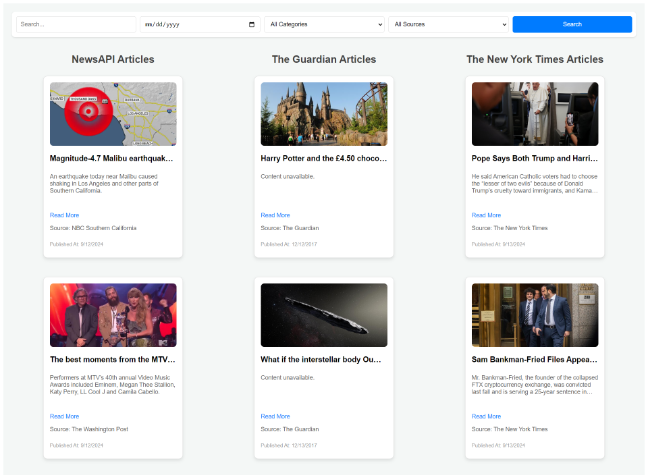 Search...
mm/dd/yyyy
All Categories
All Sources
Search
NewsAPI Articles
The Guardian Articles
The New York Times Articles
LOS ANGELES
Magnitude-4.7 Malibu earthquak...
An earthquake today near Malibu caused
shaking in Los Angeles and other parts of
Southern California.
Read More
Source: NBC Southern California
Published At: 9/12/2024
Harry Potter and the £4.50 choco...
Content unavailable.
Read More
Source: The Guardian
Published At: 12/12/2017
Pope Says Both Trump and Harri...
He said American Catholic voters had to choose
the "lesser of two evils" because of Donald
Trump's cruelty toward immigrants, and Kama...
Read More
Source: The New York Times
Published At: 9/13/2024
The best moments from the MTV...
Performers at MTV's 40th annual Video Music
Awards included Eminem, Megan Thee Stallion,
Katy Perry, LL Cool J and Camila Cabello.
Read More
Source: The Washington Post
Published At: 9/12/2024
What if the interstellar body Ou...
Content unavailable.
Read More
Source: The Guardian
Published At: 12/13/2017
Sam Bankman-Fried Files Appea...
Mr. Bankman-Fried, the founder of the collapsed
FTX cryptocurrency exchange, was convicted
last fall and is serving a 25-year sentence in...
Read More
Source: The New York Times
Published At: 9/13/2024